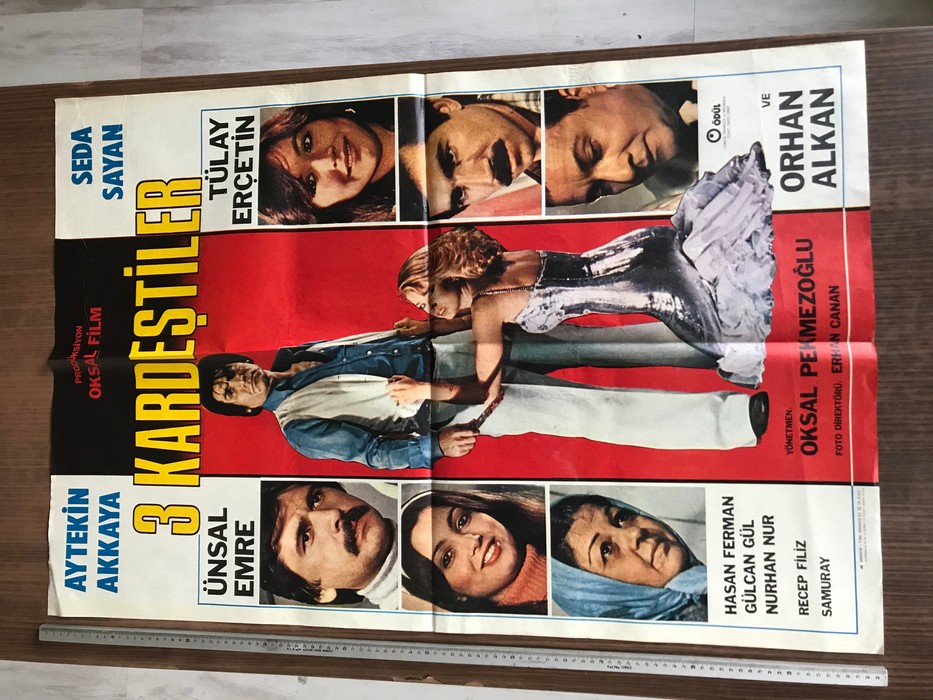 AYTEKİN
AKKAYA
SEDA
SAYAN
PRODÜKSİYON
OKSAL FİLM
3 KARDEŞTİLER
ÜNSAL
EMRE
TÜLAY
ERÇETİN
HASAN FERMAN
GÜLCAN GÜL
NURHAN NUR
RECEP FİLİZ
SAMURAY
YÖNETMEN:
OKSAL PEKMEZOĞLU
FOTO DİREKTÖRÜ: ERHAN CANAN
ÖDÜL
VE
ORHAN
ALKAN